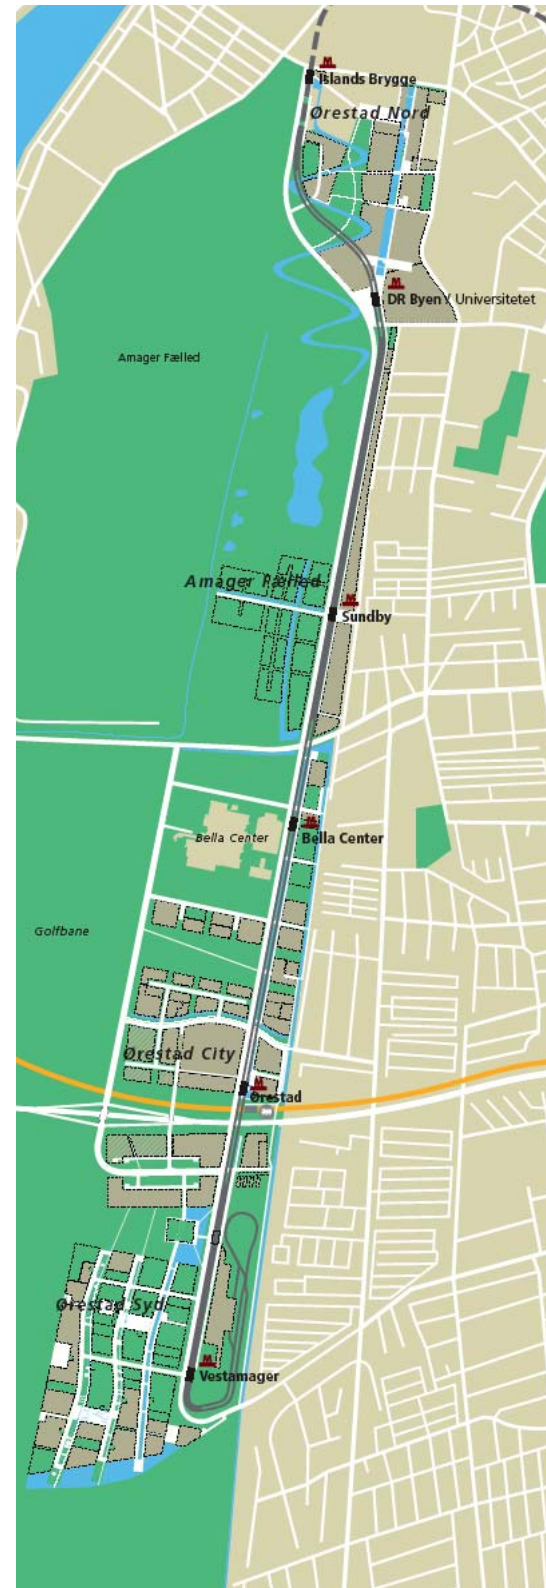 M
Islands Brygge
Ørestad Nord
M
DR Byen / Universitetet
Amager Fælled
Amager Fælled
M
Sundby
M
Bella Center
Bella Center
Golfbane
Ørestad City
M
Ørestad
Ørestad Syd
M
Vestamager